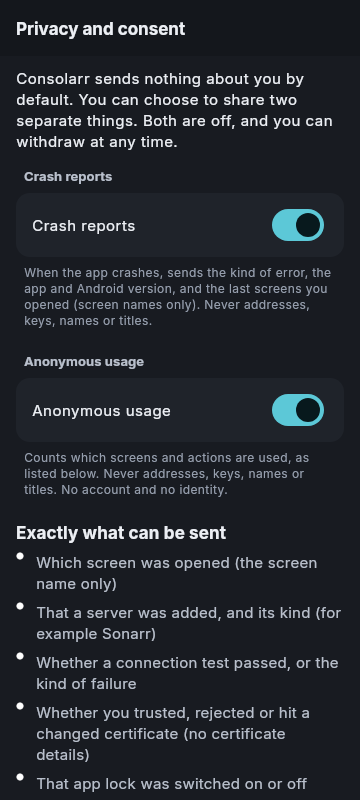 Privacy and consent
Consolarr sends nothing about you by
default. You can choose to share two
separate things. Both are off, and you can
withdraw at any time.
Crash reports
Crash reports
When the app crashes, sends the kind of error, the
app and Android version, and the last screens you
opened (screen names only). Never addresses,
keys, names or titles.
Anonymous usage
Anonymous usage
Counts which screens and actions are used, as
listed below. Never addresses, keys, names or
titles. No account and no identity.
Exactly what can be sent
Which screen was opened (the screen
name only)
That a server was added, and its kind (for
example Sonarr)
Whether a connection test passed, or the
kind of failure
Whether you trusted, rejected or hit a
changed certificate (no certificate
details)
That app lock was switched on or off